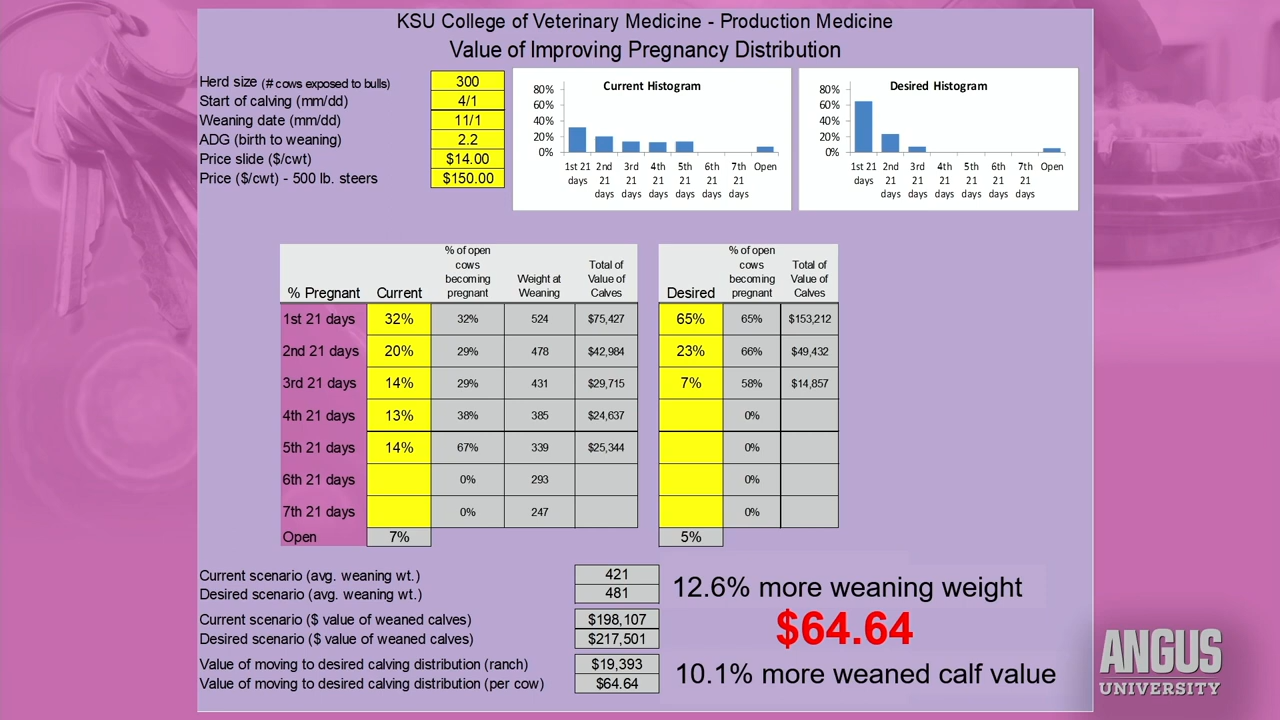 KSU College of Veterinary Medicine - Production Medicine
Value of Improving Pregnancy Distribution
Herd size (# cows exposed to bulls) 300
Start of calving (mm/dd) 4/1
Weaning date (mm/dd) 11/1
ADG (birth to weaning) 2.2
Price slide ($/cwt) $14.00
Price ($/cwt) - 500 lb. steers $150.00
Current Histogram
80%
60%
40%
20%
0%
1st 21 days 2nd 21 days 3rd 21 days 4th 21 days 5th 21 days 6th 21 days 7th 21 days Open
Desired Histogram
80%
60%
40%
20%
0%
1st 21 days 2nd 21 days 3rd 21 days 4th 21 days 5th 21 days 6th 21 days 7th 21 days Open
% Pregnant Current % of open cows becoming pregnant Weight at Weaning Total of Value of Calves Desired % of open cows becoming pregnant Total of Value of Calves
1st 21 days 32% 32% 524 $75,427 65% 65% $153,212
2nd 21 days 20% 29% 478 $42,984 23% 66% $49,432
3rd 21 days 14% 29% 431 $29,715 7% 58% $14,857
4th 21 days 13% 38% 385 $24,637 0%
5th 21 days 14% 67% 339 $25,344 0%
6th 21 days 0% 293 0%
7th 21 days 0% 247 0%
Open 7% 5%
Current scenario (avg. weaning wt.) 421
Desired scenario (avg. weaning wt.) 481
12.6% more weaning weight
Current scenario ($ value of weaned calves) $198,107
Desired scenario ($ value of weaned calves) $217,501
$64.64
Value of moving to desired calving distribution (ranch) $19,393
Value of moving to desired calving distribution (per cow) $64.64
10.1% more weaned calf value
ANGUS
UNIVERSITY